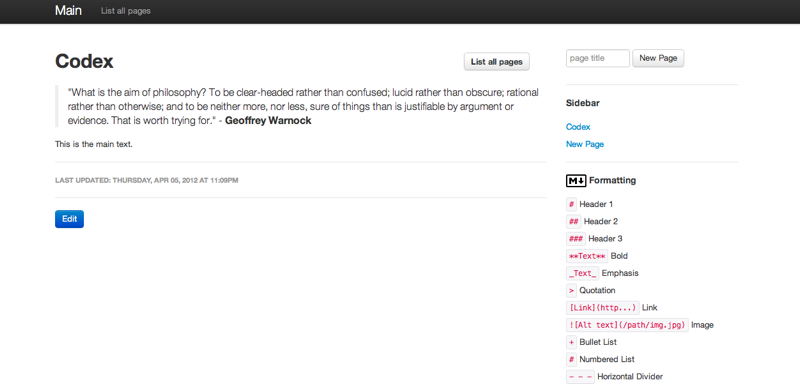 Main List all pages
Codex
List all pages
"What is the aim of philosophy? To be clear-headed rather than confused; lucid rather than obscure; rational
rather than otherwise; and to be neither more, nor less, sure of things than is justifiable by argument or
evidence. That is worth trying for." - Geoffrey Warnock
This is the main text.
LAST UPDATED: THURSDAY, APR 05, 2012 AT 11:09PM
Edit
page title New Page
Sidebar
Codex
New Page
M Formatting
# Header 1
## Header 2
### Header 3
**Text** Bold
_Text_ Emphasis
> Quotation
[Link](http...) Link
![Alt text](/path/img.jpg) Image
+ Bullet List
# Numbered List
- - - Horizontal Divider